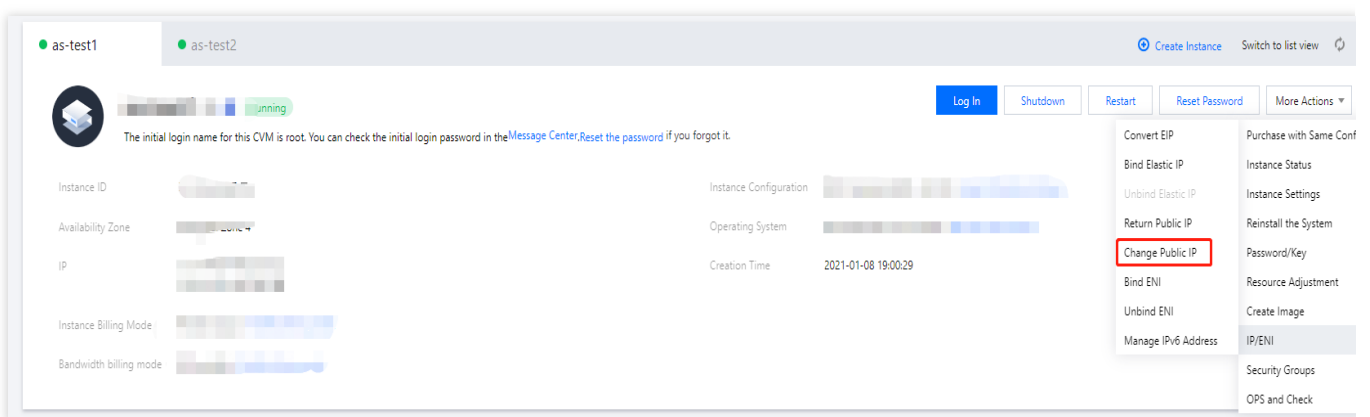 as-test1
as-test2
Create Instance
Switch to list view
Log In
Shutdown
Restart
Reset Password
More Actions
The initial login name for this CVM is root. You can check the initial login password in the Message Center,Reset the password if you forgot it.
Convert EIP
Purchase with Same Conf
Bind Elastic IP
Instance Status
Unbind Elastic IP
Instance Settings
Return Public IP
Reinstall the System
Change Public IP
Password/Key
Bind ENI
Resource Adjustment
Unbind ENI
Create Image
Manage IPv6 Address
IP/ENI
Security Groups
OPS and Check
Instance ID
Instance Configuration
Availability Zone
Operating System
IP
Creation Time
2021-01-08 19:00:29
Instance Billing Mode
Bandwidth billing mode